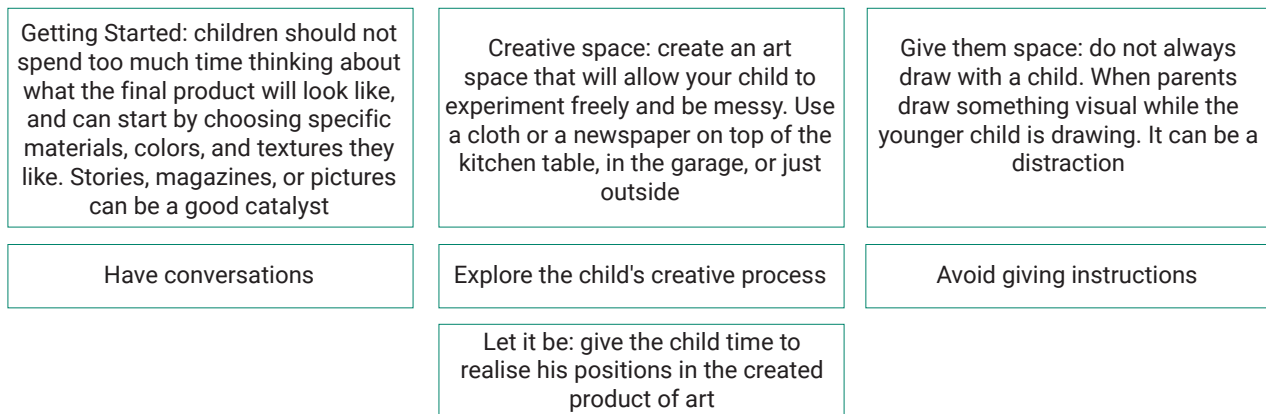 Getting Started: children should not
spend too much time thinking about
what the final product will look like,
and can start by choosing specific
materials, colors, and textures they
like. Stories, magazines, or pictures
can be a good catalyst
Creative space: create an art
space that will allow your child to
experiment freely and be messy. Use
a cloth or a newspaper on top of the
kitchen table, in the garage, or just
outside
Give them space: do not always
draw with a child. When parents
draw something visual while the
younger child is drawing. It can be a
distraction
Have conversations
Explore the child's creative process
Avoid giving instructions
Let it be: give the child time to
realise his positions in the created
product of art